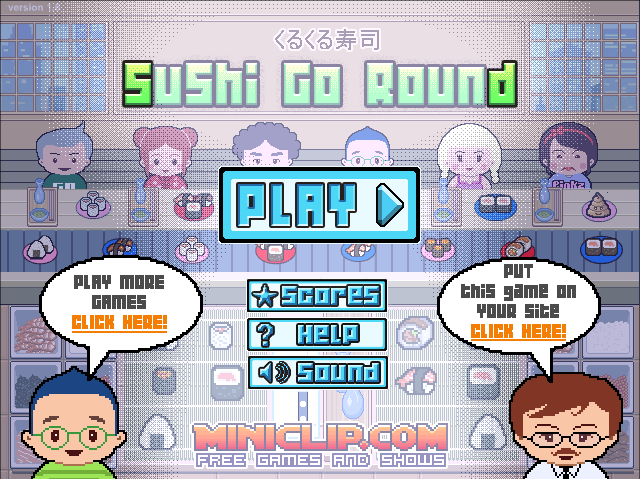 version 1.8
くるくる寿司
Sushi Go Round
PLAY
PLAY MORE
GAMES
CLICK HERE!
PUT
this game on
YOUR SITE
CLICK HERE!
Scores
Help
Sound
MINICLIP.COM
FREE GAMES AND SHOWS